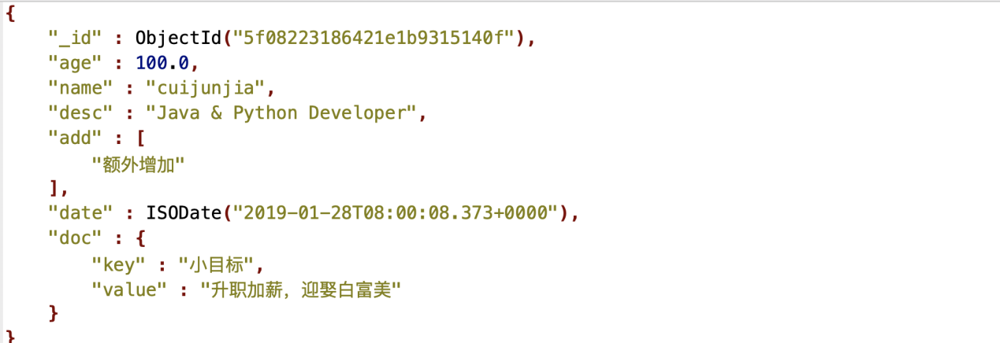 {
    "_id" : ObjectId("5f08223186421e1b9315140f"),
    "age" : 100.0,
    "name" : "cuijunjia",
    "desc" : "Java & Python Developer",
    "add" : [
        "额外增加"
    ],
    "date" : ISODate("2019-01-28T08:00:08.373+0000"),
    "doc" : {
        "key" : "小目标",
        "value" : "升职加薪，迎娶白富美"
    }
}